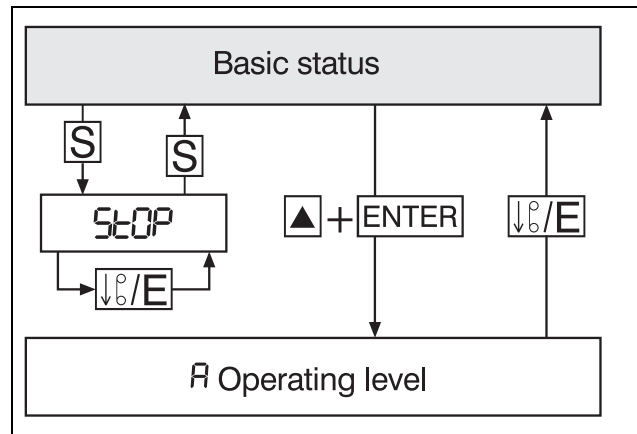 Basic status
S
S
StOP
▲ + ENTER
/E
/E
A Operating level